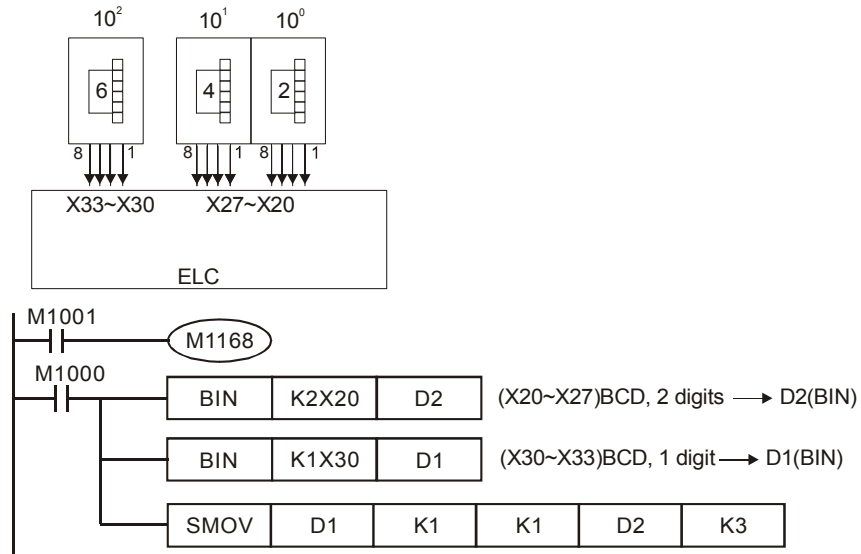 10² 10¹ 10⁰
6 4 2
8 1 8 1 8 1
X33~X30 X27~X20
ELC
M1001
M1168
M1000
BIN K2X20 D2 (X20~X27)BCD, 2 digits → D2(BIN)
BIN K1X30 D1 (X30~X33)BCD, 1 digit → D1(BIN)
SMOV D1 K1 K1 D2 K3